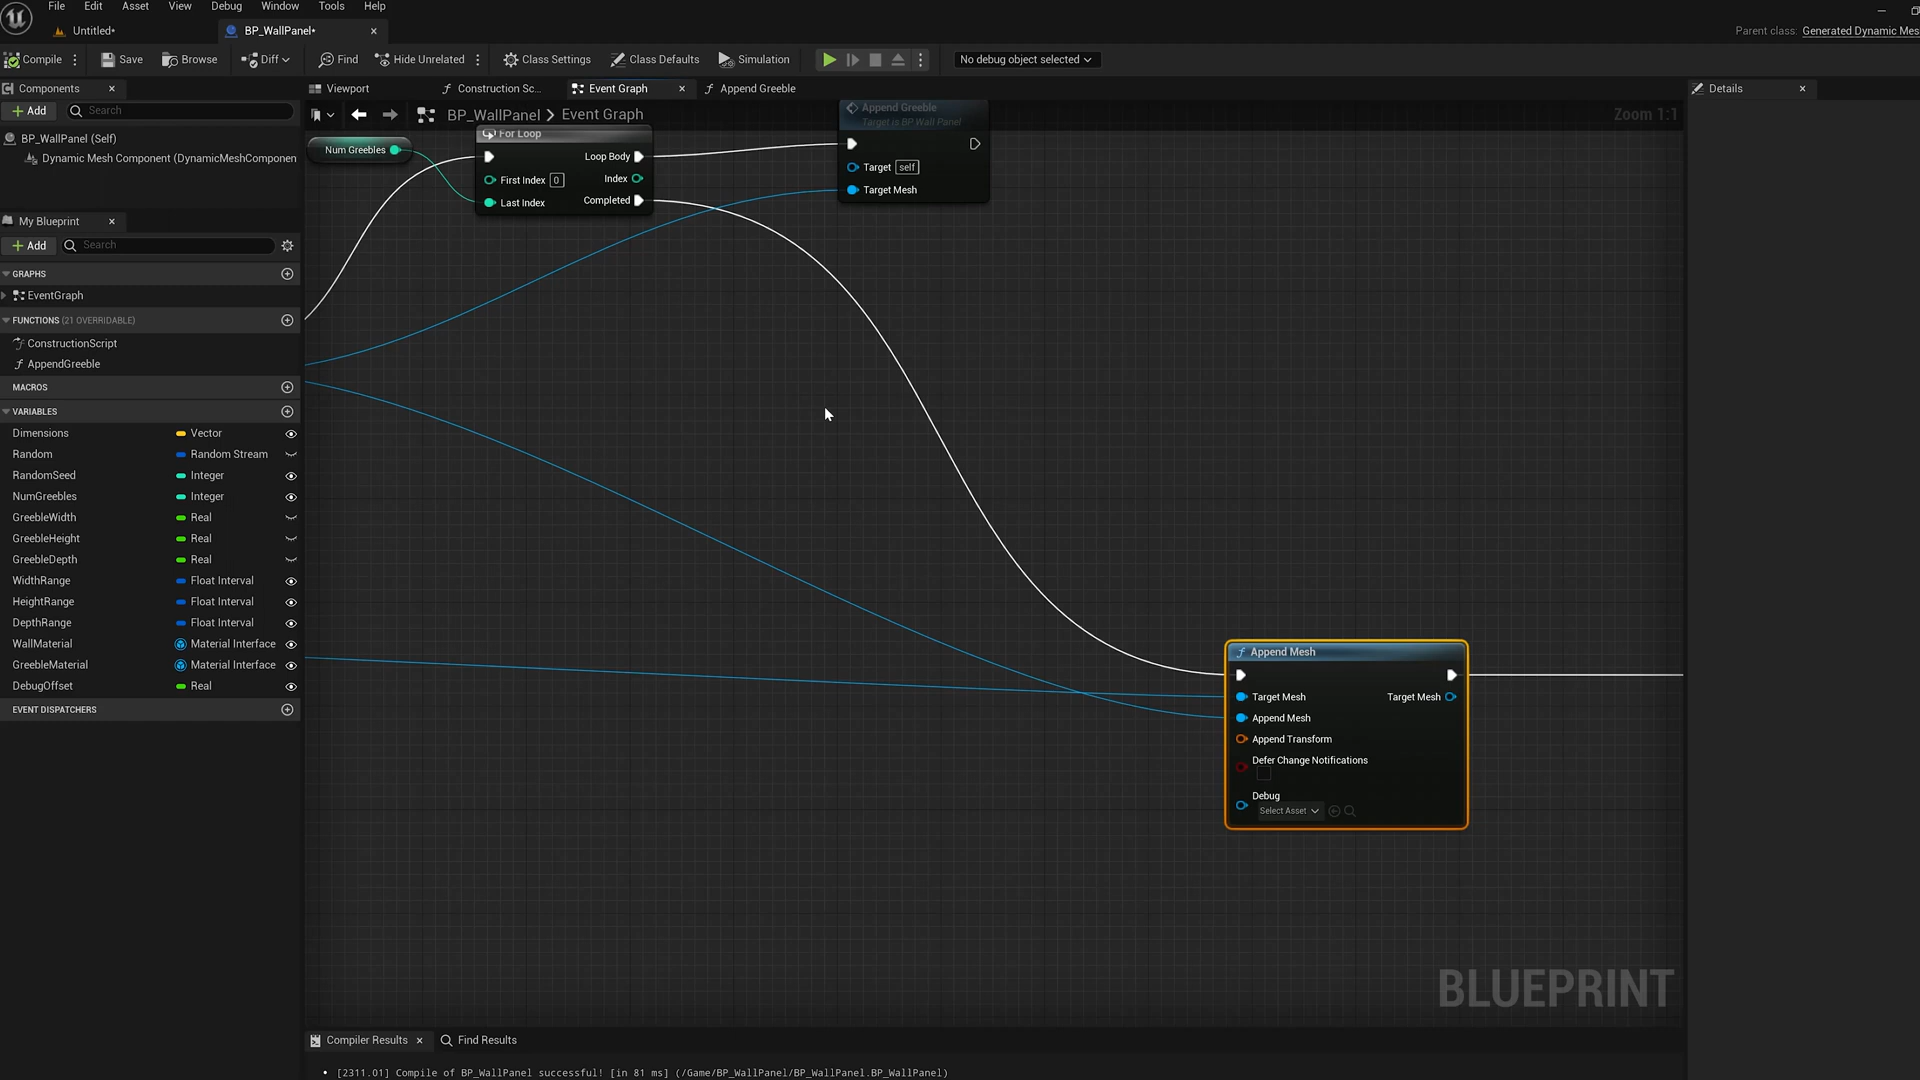 File Edit Asset View Debug Window Tools Help
Untitled*
BP_WallPanel*
Parent class: Generated Dynamic Mes
Compile
Save
Browse
Diff
Find
Hide Unrelated
Class Settings
Class Defaults
Simulation
No debug object selected
Components
Add
Search
BP_WallPanel (Self)
Dynamic Mesh Component (DynamicMeshComponen
My Blueprint
Add
Search
GRAPHS
EventGraph
FUNCTIONS (21 OVERRIDABLE)
ConstructionScript
AppendGreeble
MACROS
VARIABLES
Dimensions Vector
Random Random Stream
RandomSeed Integer
NumGreebles Integer
GreebleWidth Real
GreebleHeight Real
GreebleDepth Real
WidthRange Float Interval
HeightRange Float Interval
DepthRange Float Interval
WallMaterial Material Interface
GreebleMaterial Material Interface
DebugOffset Real
EVENT DISPATCHERS
Viewport
Construction Sc...
Event Graph
Append Greeble
BP_WallPanel > Event Graph
Zoom 1:1
Num Greebles
For Loop
Loop Body
First Index 0
Index
Last Index
Completed
Append Greeble
Target is BP Wall Panel
Target self
Target Mesh
Append Mesh
Target Mesh
Target Mesh
Append Mesh
Append Transform
Defer Change Notifications
Debug
Select Asset
BLUEPRINT
Details
Compiler Results
Find Results
[2311.01] Compile of BP_WallPanel successful! [in 81 ms] (/Game/BP_WallPanel/BP_WallPanel.BP_WallPanel)